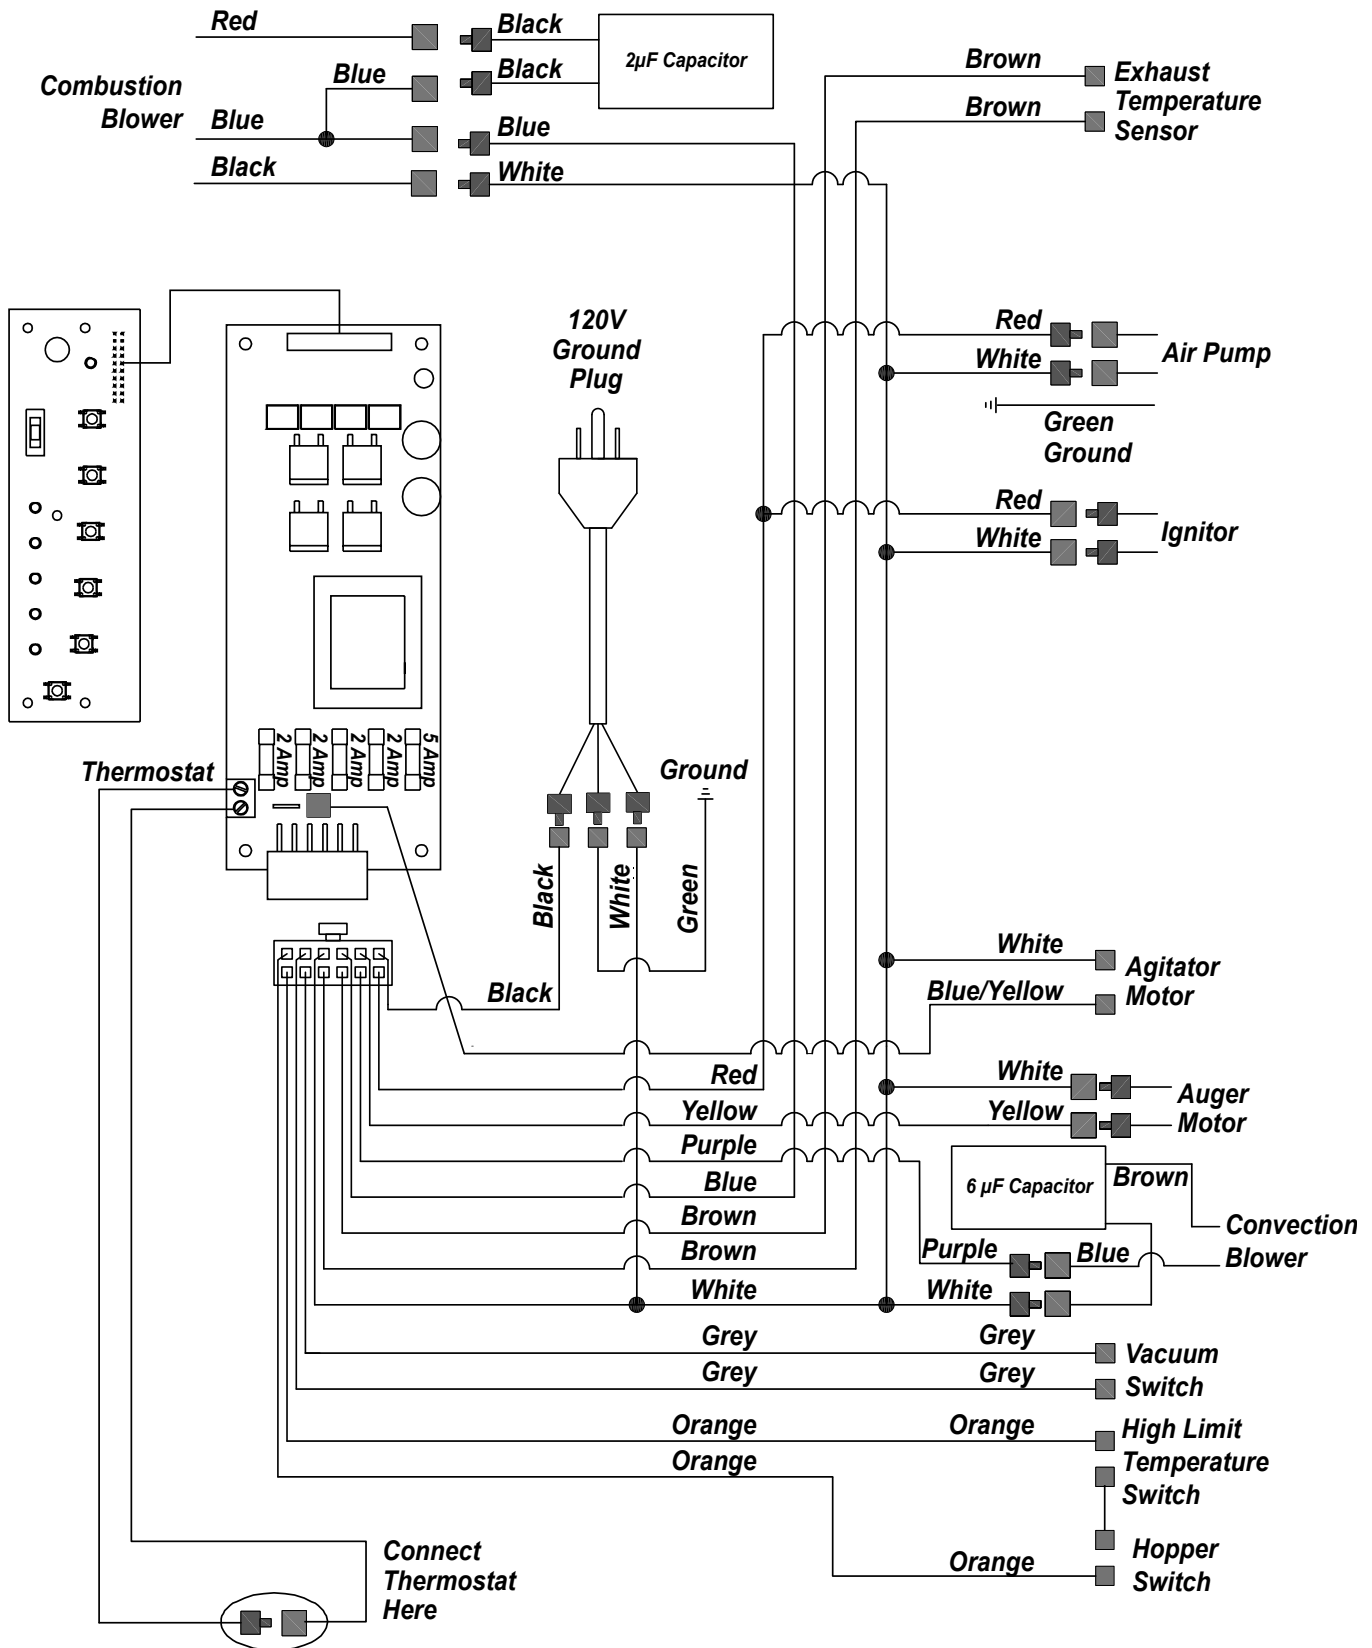 Red
Black
2µF Capacitor
Brown
Exhaust
Temperature
Sensor
Combustion
Blower
Blue
Black
Brown
Blue
Blue
Black
White
120V
Ground
Plug
Red
White
Air Pump
Green
Ground
Red
White
Ignitor
2 Amp
2 Amp
2 Amp
2 Amp
5 Amp
Thermostat
Ground
Black
White
Green
Black
White
Blue/Yellow
Agitator
Motor
Red
White
Yellow
Yellow
Auger
Motor
Purple
Blue
Brown
Brown
6 µF Capacitor
Brown
Convection
Blower
Purple
Blue
White
White
Grey
Grey
Grey
Grey
Vacuum
Switch
Orange
Orange
High Limit
Temperature
Switch
Orange
Orange
Hopper
Switch
Connect
Thermostat
Here